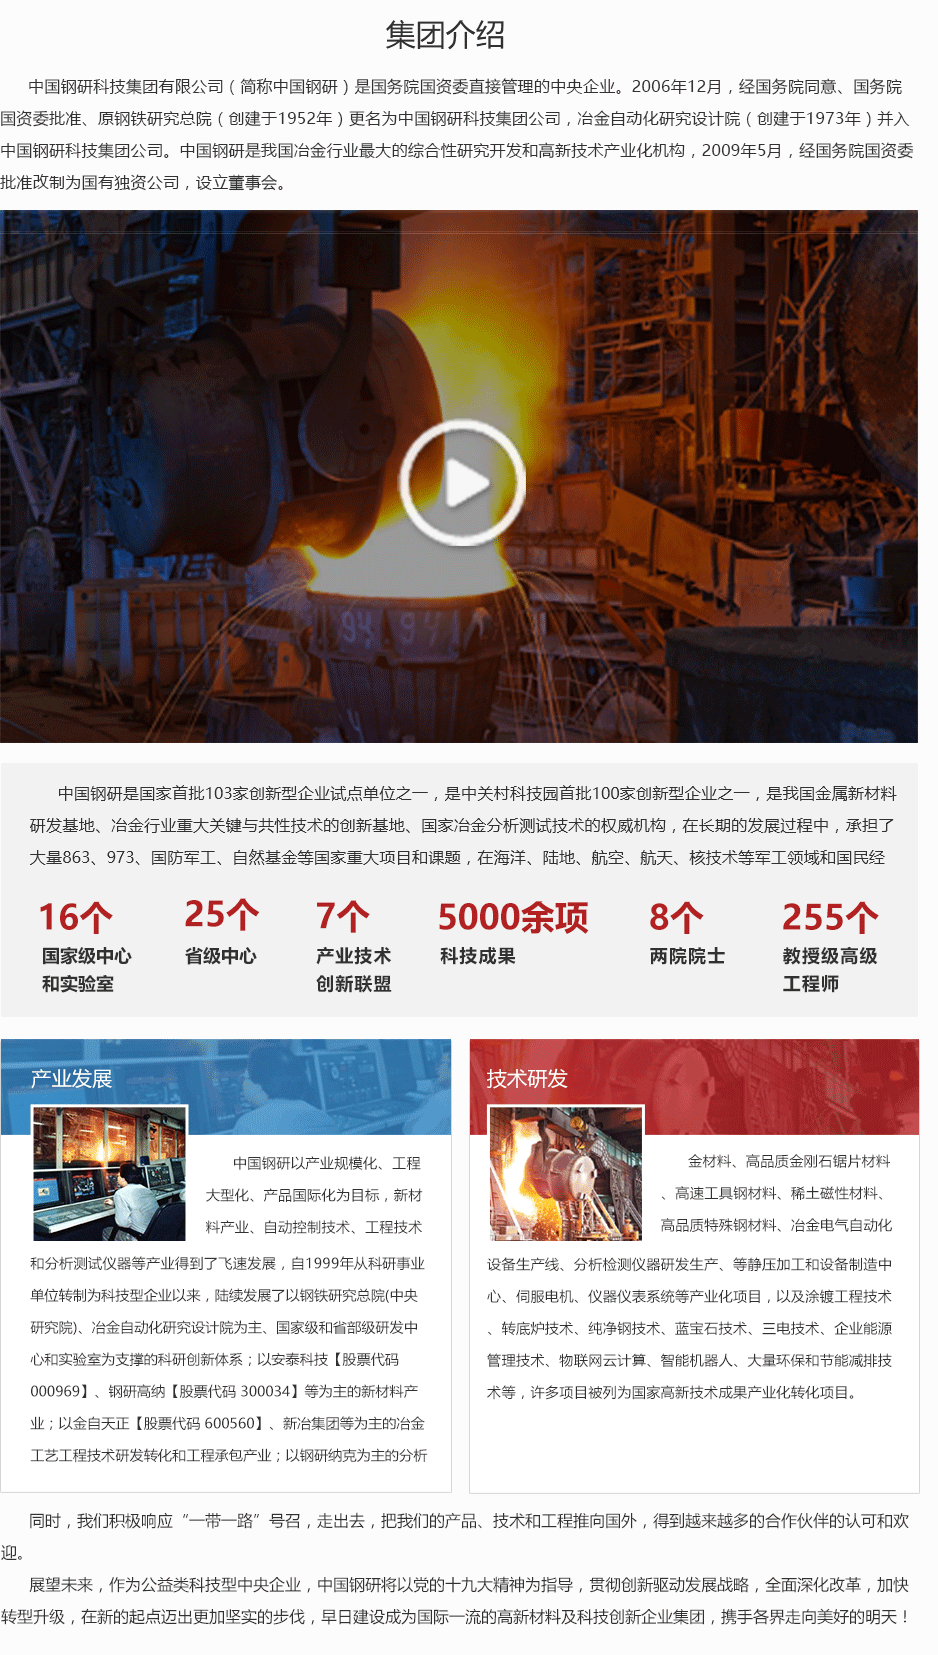 集团介绍
中国钢研科技集团有限公司（简称中国钢研）是国务院国资委直接管理的中央企业。2006年12月，经国务院同意、国务院
国资委批准、原钢铁研究总院（创建于1952年）更名为中国钢研科技集团公司，冶金自动化研究设计院（创建于1973年）并入
中国钢研科技集团公司。中国钢研是我国冶金行业最大的综合性研究开发和高新技术产业化机构，2009年5月，经国务院国资委
批准改制为国有独资公司，设立董事会。
94.94
中国钢研是国家首批103家创新型企业试点单位之一，是中关村科技园首批100家创新型企业之一，是我国金属新材料
研发基地、冶金行业重大关键与共性技术的创新基地、国家冶金分析测试技术的权威机构，在长期的发展过程中，承担了
大量863、973、国防军工、自然基金等国家重大项目和课题，在海洋、陆地、航空、航天、核技术等军工领域和国民经
16个
国家级中心
和实验室
25个
省级中心
7个
产业技术
创新联盟
5000余项
科技成果
8个
两院院士
255个
教授级高级
工程师
产业发展
中国钢研以产业规模化、工程
大型化、产品国际化为目标，新材
料产业、自动控制技术、工程技术
和分析测试仪器等产业得到了飞速发展，自1999年从科研事业
单位转制为科技型企业以来，陆续发展了以钢铁研究总院(中央
研究院)、冶金自动化研究设计院为主、国家级和省部级研发中
心和实验室为支撑的科研创新体系；以安泰科技【股票代码
000969】、钢研高纳【股票代码 300034】等为主的新材料产
业；以金自天正【股票代码 600560】、新冶集团等为主的冶金
工艺工程技术研发转化和工程承包产业；以钢研纳克为主的分析
技术研发
金材料、高品质金刚石锯片材料
、高速工具钢材料、稀土磁性材料、
高品质特殊钢材料、冶金电气自动化
设备生产线、分析检测仪器研发生产、等静压加工和设备制造中
心、伺服电机、仪器仪表系统等产业化项目，以及涂镀工程技术
、转底炉技术、纯净钢技术、蓝宝石技术、三电技术、企业能源
管理技术、物联网云计算、智能机器人、大量环保和节能减排技
术等，许多项目被列为国家高新技术成果产业化转化项目。
同时，我们积极响应“一带一路”号召，走出去，把我们的产品、技术和工程推向国外，得到越来越多的合作伙伴的认可和欢
迎。
展望未来，作为公益类科技型中央企业，中国钢研将以党的十九大精神为指导，贯彻创新驱动发展战略，全面深化改革，加快
转型升级，在新的起点迈出更加坚实的步伐，早日建设成为国际一流的高新材料及科技创新企业集团，携手各界走向美好的明天！